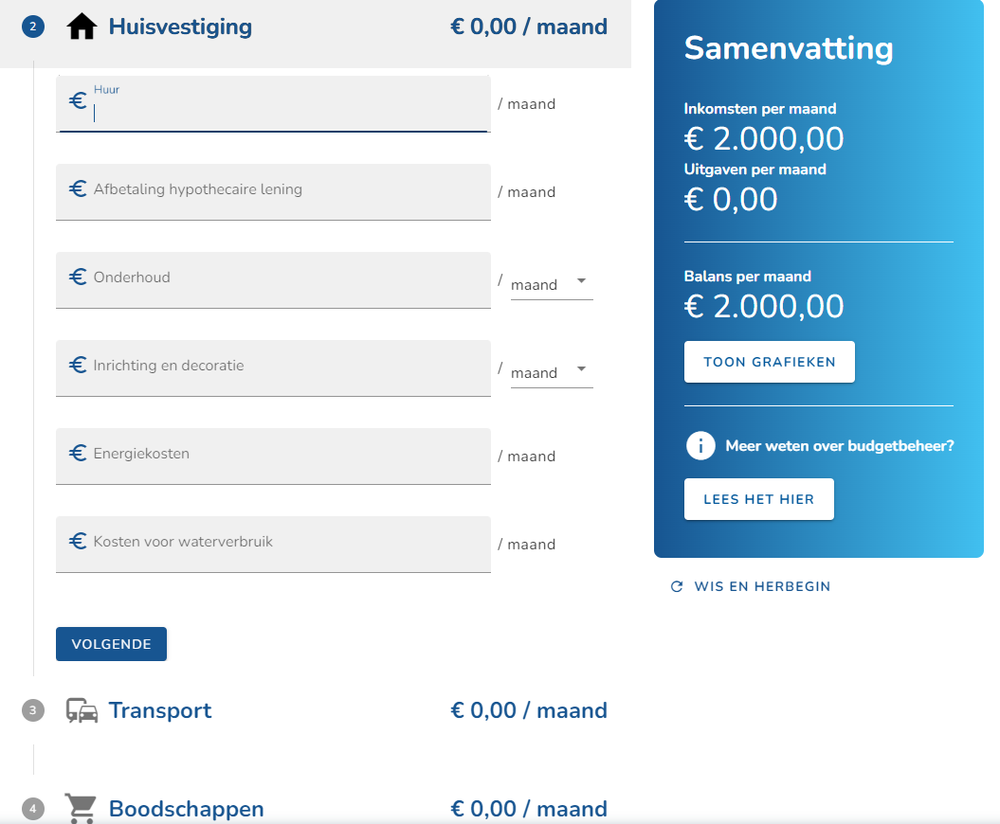 2 Huisvestiging € 0,00 / maand
€ Huur / maand
€ Afbetaling hypothecaire lening / maand
€ Onderhoud / maand
€ Inrichting en decoratie / maand
€ Energiekosten / maand
€ Kosten voor waterverbruik / maand
VOLGENDE
3 Transport € 0,00 / maand
4 Boodschappen € 0,00 / maand
Samenvatting
Inkomsten per maand
€ 2.000,00
Uitgaven per maand
€ 0,00
Balans per maand
€ 2.000,00
TOON GRAFIEKEN
i Meer weten over budgetbeheer?
LEES HET HIER
WIS EN HERBEGIN